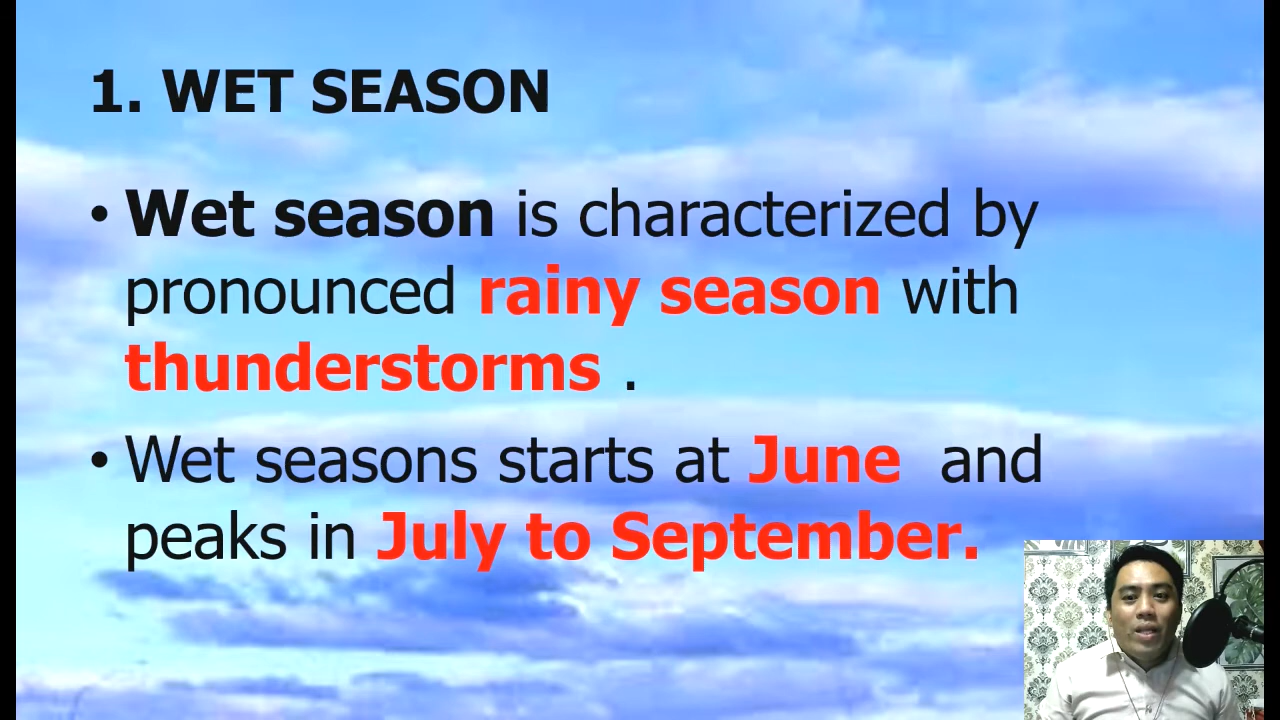 1. WET SEASON
• Wet season is characterized by
pronounced rainy season with
thunderstorms .
• Wet seasons starts at June and
peaks in July to September.